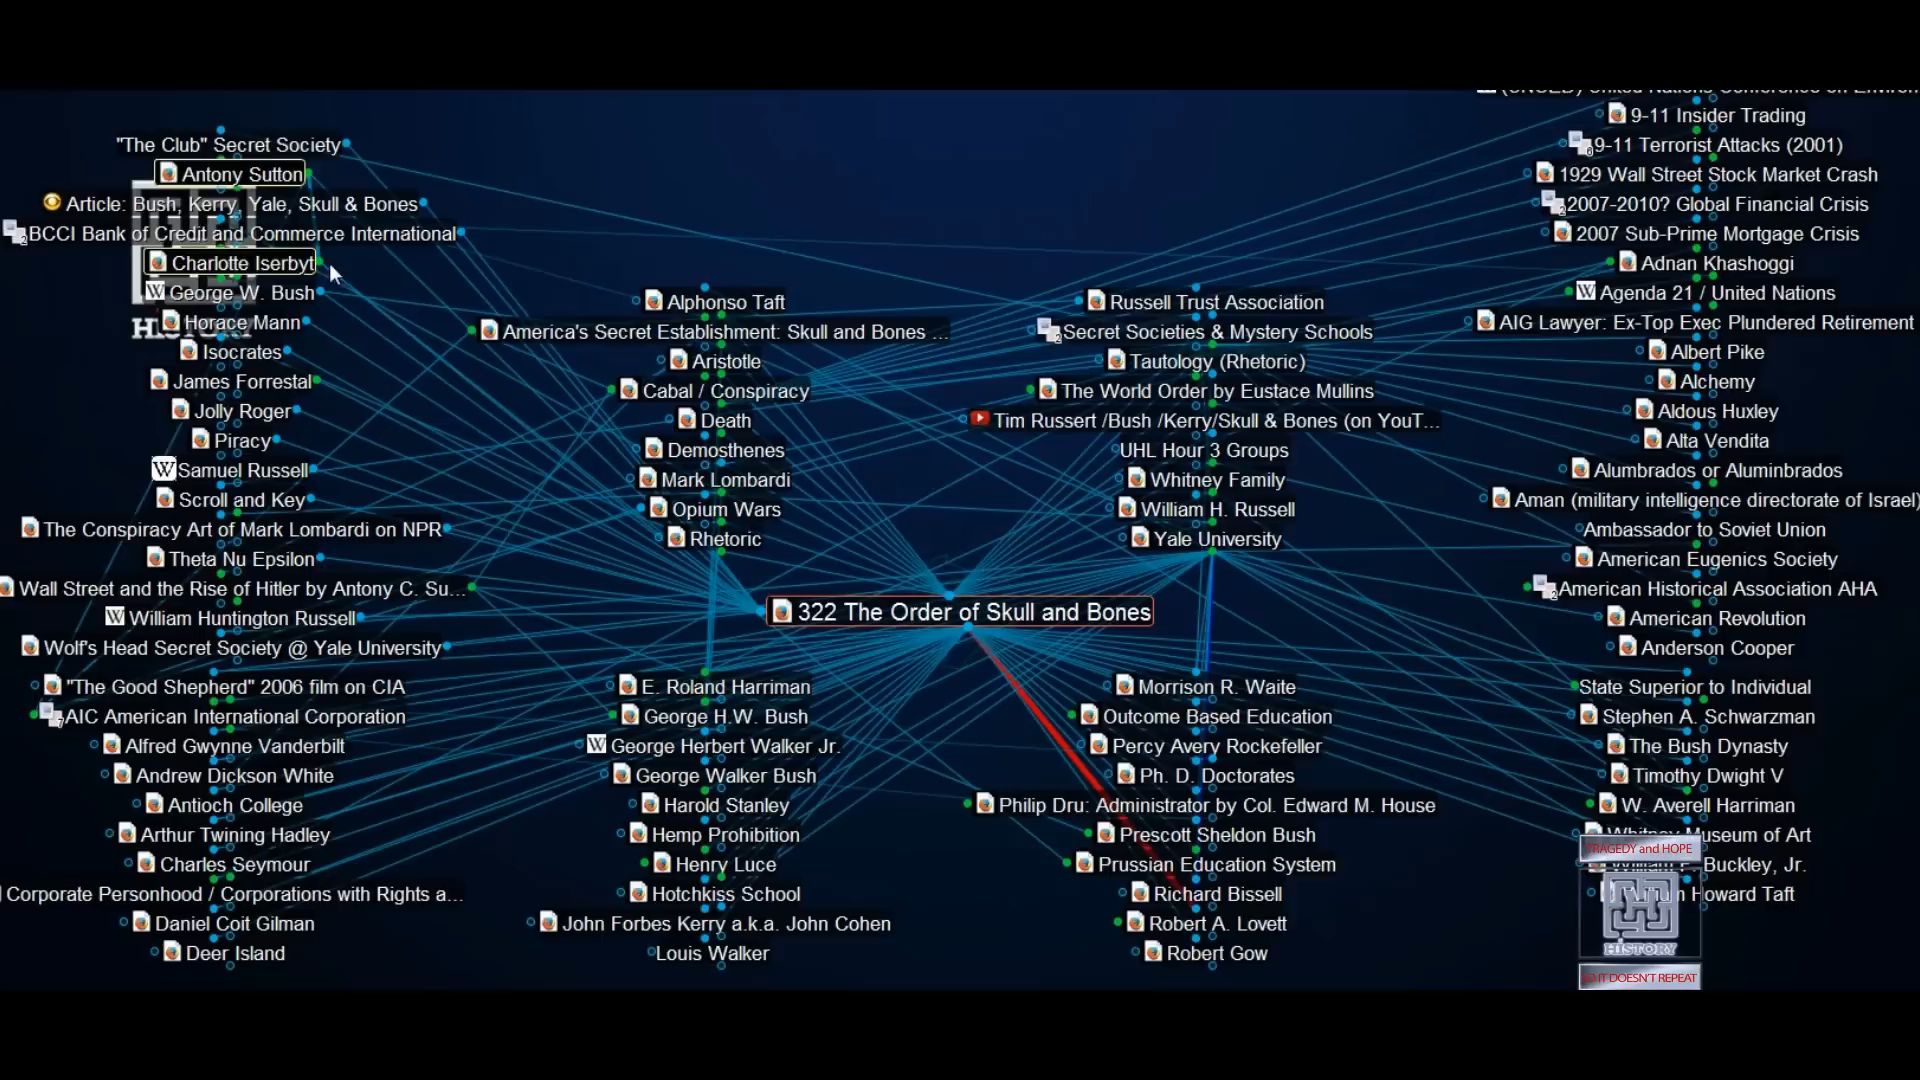 "The Club" Secret Society
Antony Sutton
Article: Bush, Kerry, Yale, Skull & Bones
BCCI Bank of Credit and Commerce International
Charlotte Iserbyt
George W. Bush
Horace Mann
Isocrates
James Forrestal
Jolly Roger
Piracy
Samuel Russell
Scroll and Key
The Conspiracy Art of Mark Lombardi on NPR
Theta Nu Epsilon
Wall Street and the Rise of Hitler by Antony C. Su...
William Huntington Russell
Wolf's Head Secret Society @ Yale University
Alphonso Taft
America's Secret Establishment: Skull and Bones ...
Aristotle
Cabal / Conspiracy
Death
Demosthenes
Mark Lombardi
Opium Wars
Rhetoric
Russell Trust Association
Secret Societies & Mystery Schools
Tautology (Rhetoric)
The World Order by Eustace Mullins
Tim Russert /Bush /Kerry/Skull & Bones (on YouT...
UHL Hour 3 Groups
Whitney Family
William H. Russell
Yale University
9-11 Insider Trading
9-11 Terrorist Attacks (2001)
1929 Wall Street Stock Market Crash
2007-2010? Global Financial Crisis
2007 Sub-Prime Mortgage Crisis
Adnan Khashoggi
Agenda 21 / United Nations
AIG Lawyer: Ex-Top Exec Plundered Retirement
Albert Pike
Alchemy
Aldous Huxley
Alta Vendita
Alumbrados or Aluminbrados
Aman (military intelligence directorate of Israel)
Ambassador to Soviet Union
American Eugenics Society
American Historical Association AHA
American Revolution
Anderson Cooper
322 The Order of Skull and Bones
"The Good Shepherd" 2006 film on CIA
AIC American International Corporation
Alfred Gwynne Vanderbilt
Andrew Dickson White
Antioch College
Arthur Twining Hadley
Charles Seymour
Corporate Personhood / Corporations with Rights a...
Daniel Coit Gilman
Deer Island
E. Roland Harriman
George H.W. Bush
George Herbert Walker Jr.
George Walker Bush
Harold Stanley
Hemp Prohibition
Henry Luce
Hotchkiss School
John Forbes Kerry a.k.a. John Cohen
Louis Walker
Morrison R. Waite
Outcome Based Education
Percy Avery Rockefeller
Ph. D. Doctorates
Philip Dru: Administrator by Col. Edward M. House
Prescott Sheldon Bush
Prussian Education System
Richard Bissell
Robert A. Lovett
Robert Gow
State Superior to Individual
Stephen A. Schwarzman
The Bush Dynasty
Timothy Dwight V
W. Averell Harriman
Whitney Museum of Art
Buckley, Jr.
Howard Taft
TRAGEDY and HOPE
HISTORY
IT DOESN'T REPEAT